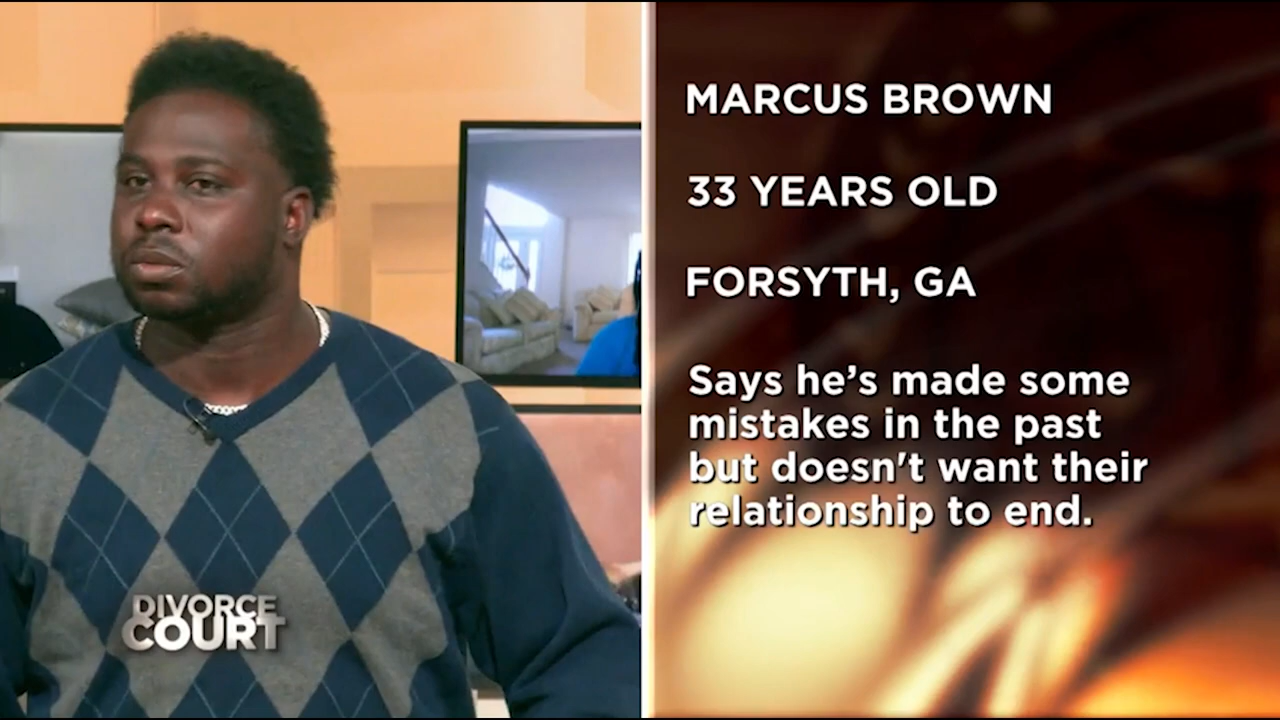 MARCUS BROWN
33 YEARS OLD
FORSYTH, GA
Says he’s made some
mistakes in the past
but doesn't want their
relationship to end.
DIVORCE
COURT